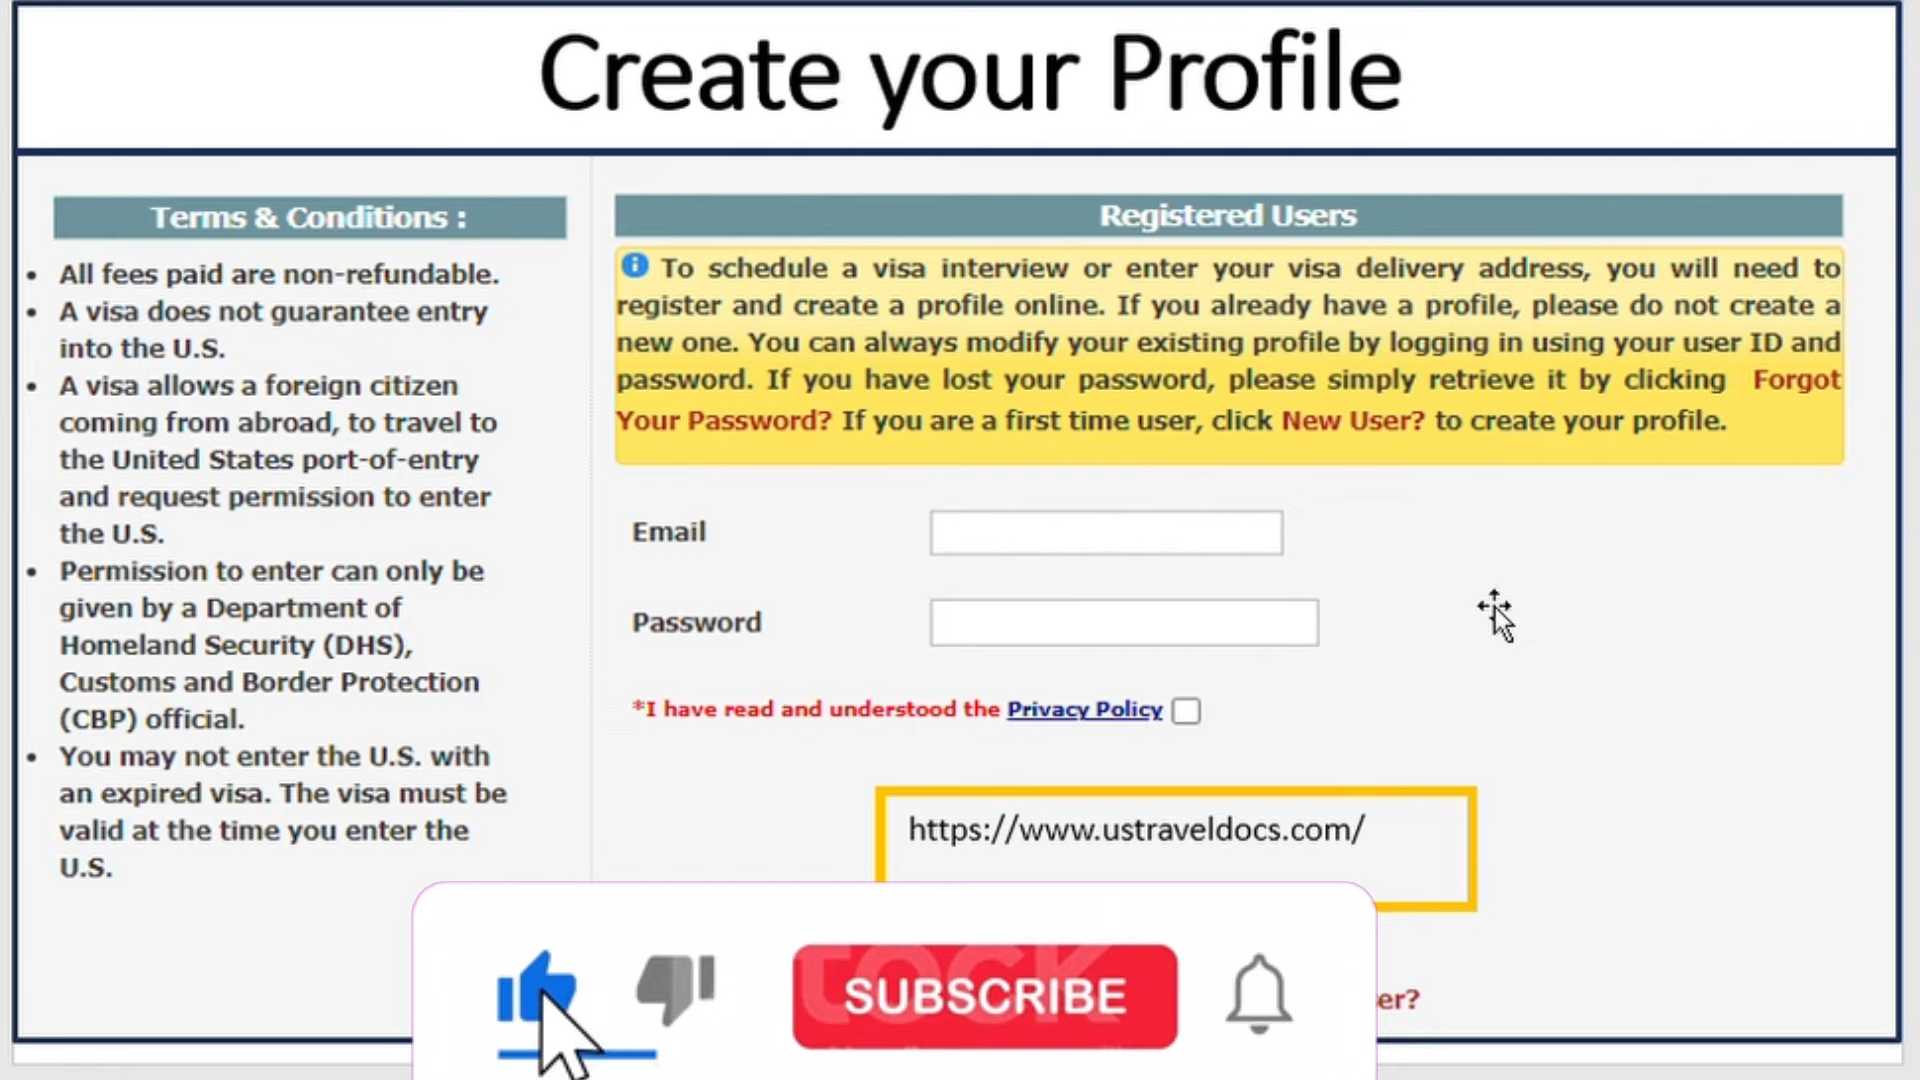 Create your Profile
Terms & Conditions :
• All fees paid are non-refundable.
• A visa does not guarantee entry
into the U.S.
• A visa allows a foreign citizen
coming from abroad, to travel to
the United States port-of-entry
and request permission to enter
the U.S.
• Permission to enter can only be
given by a Department of
Homeland Security (DHS),
Customs and Border Protection
(CBP) official.
• You may not enter the U.S. with
an expired visa. The visa must be
valid at the time you enter the
U.S.
Registered Users
To schedule a visa interview or enter your visa delivery address, you will need to
register and create a profile online. If you already have a profile, please do not create a
new one. You can always modify your existing profile by logging in using your user ID and
password. If you have lost your password, please simply retrieve it by clicking Forgot
Your Password? If you are a first time user, click New User? to create your profile.
Email
Password
*I have read and understood the Privacy Policy
https://www.ustraveldocs.com/
er?
SUBSCRIBE